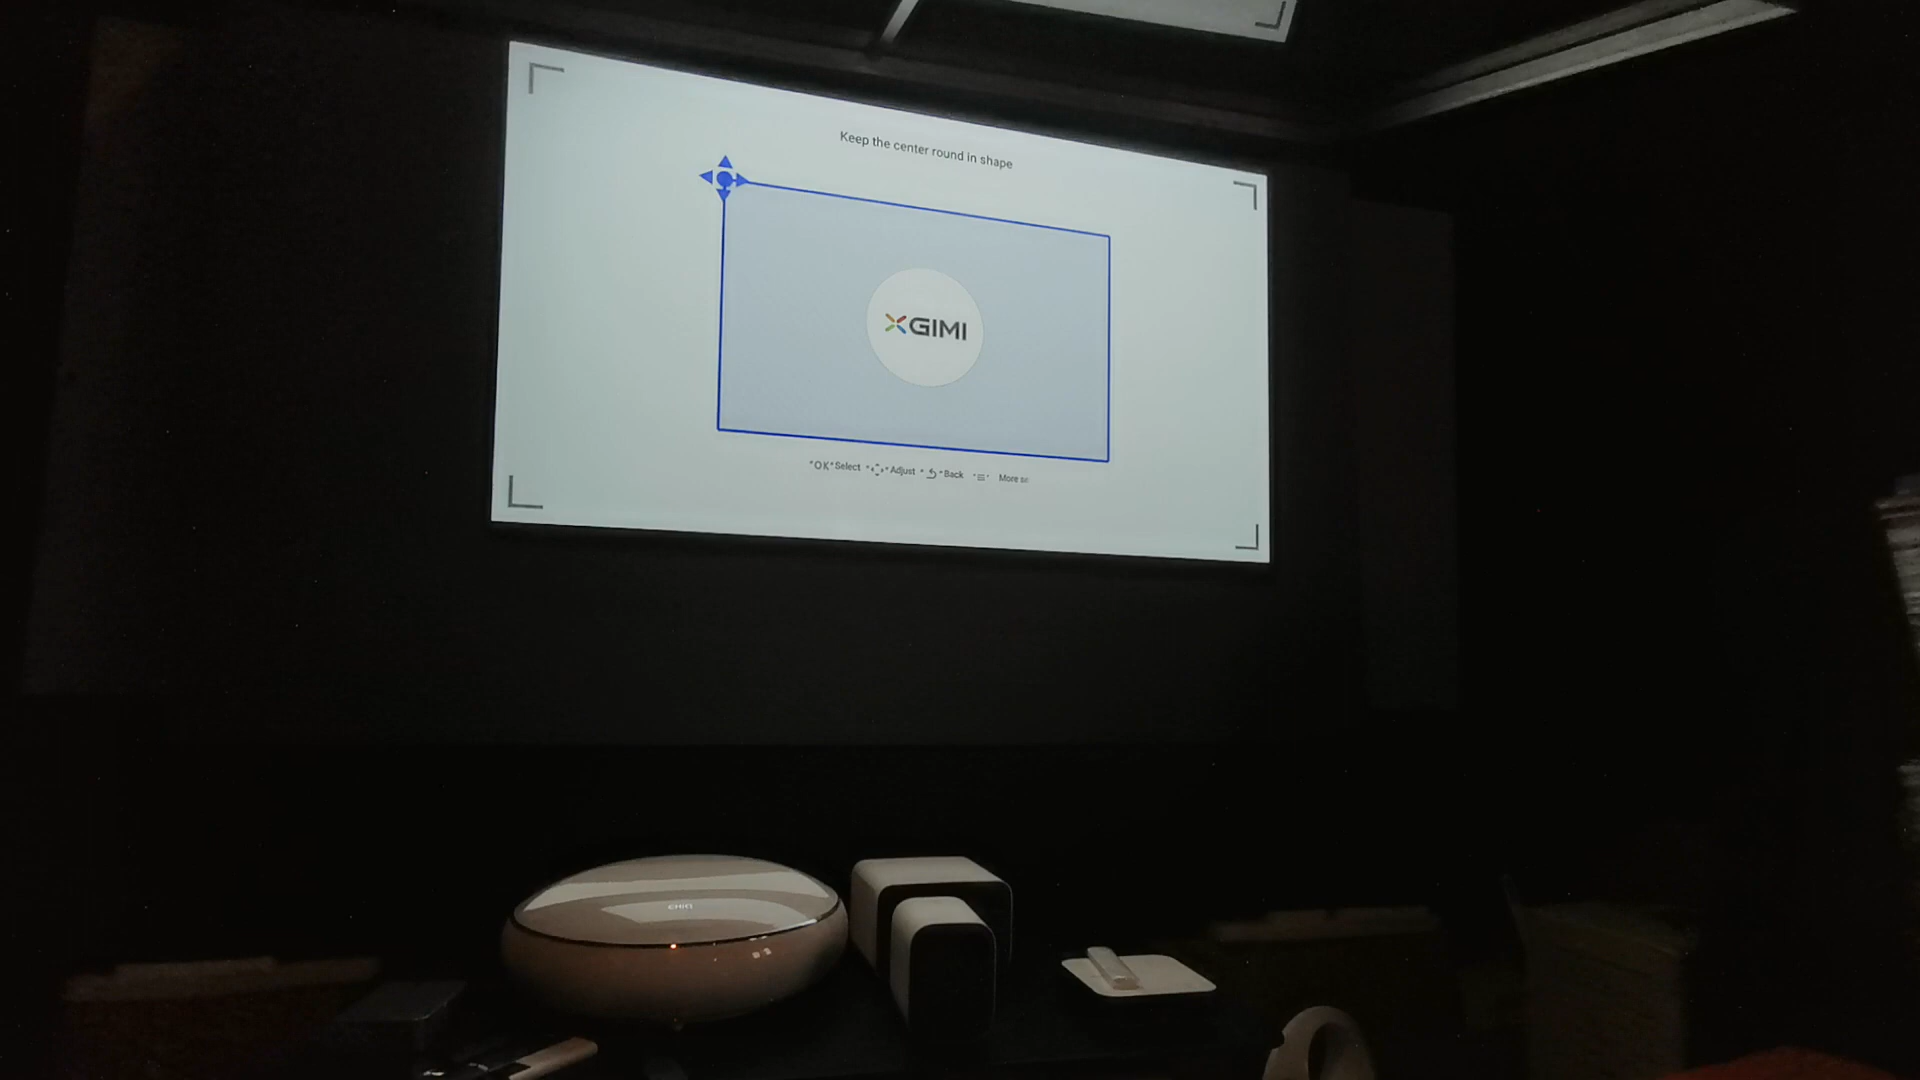 Keep the center round in shape
XGIMI
"OK" Select " " Adjust " " Back " " More